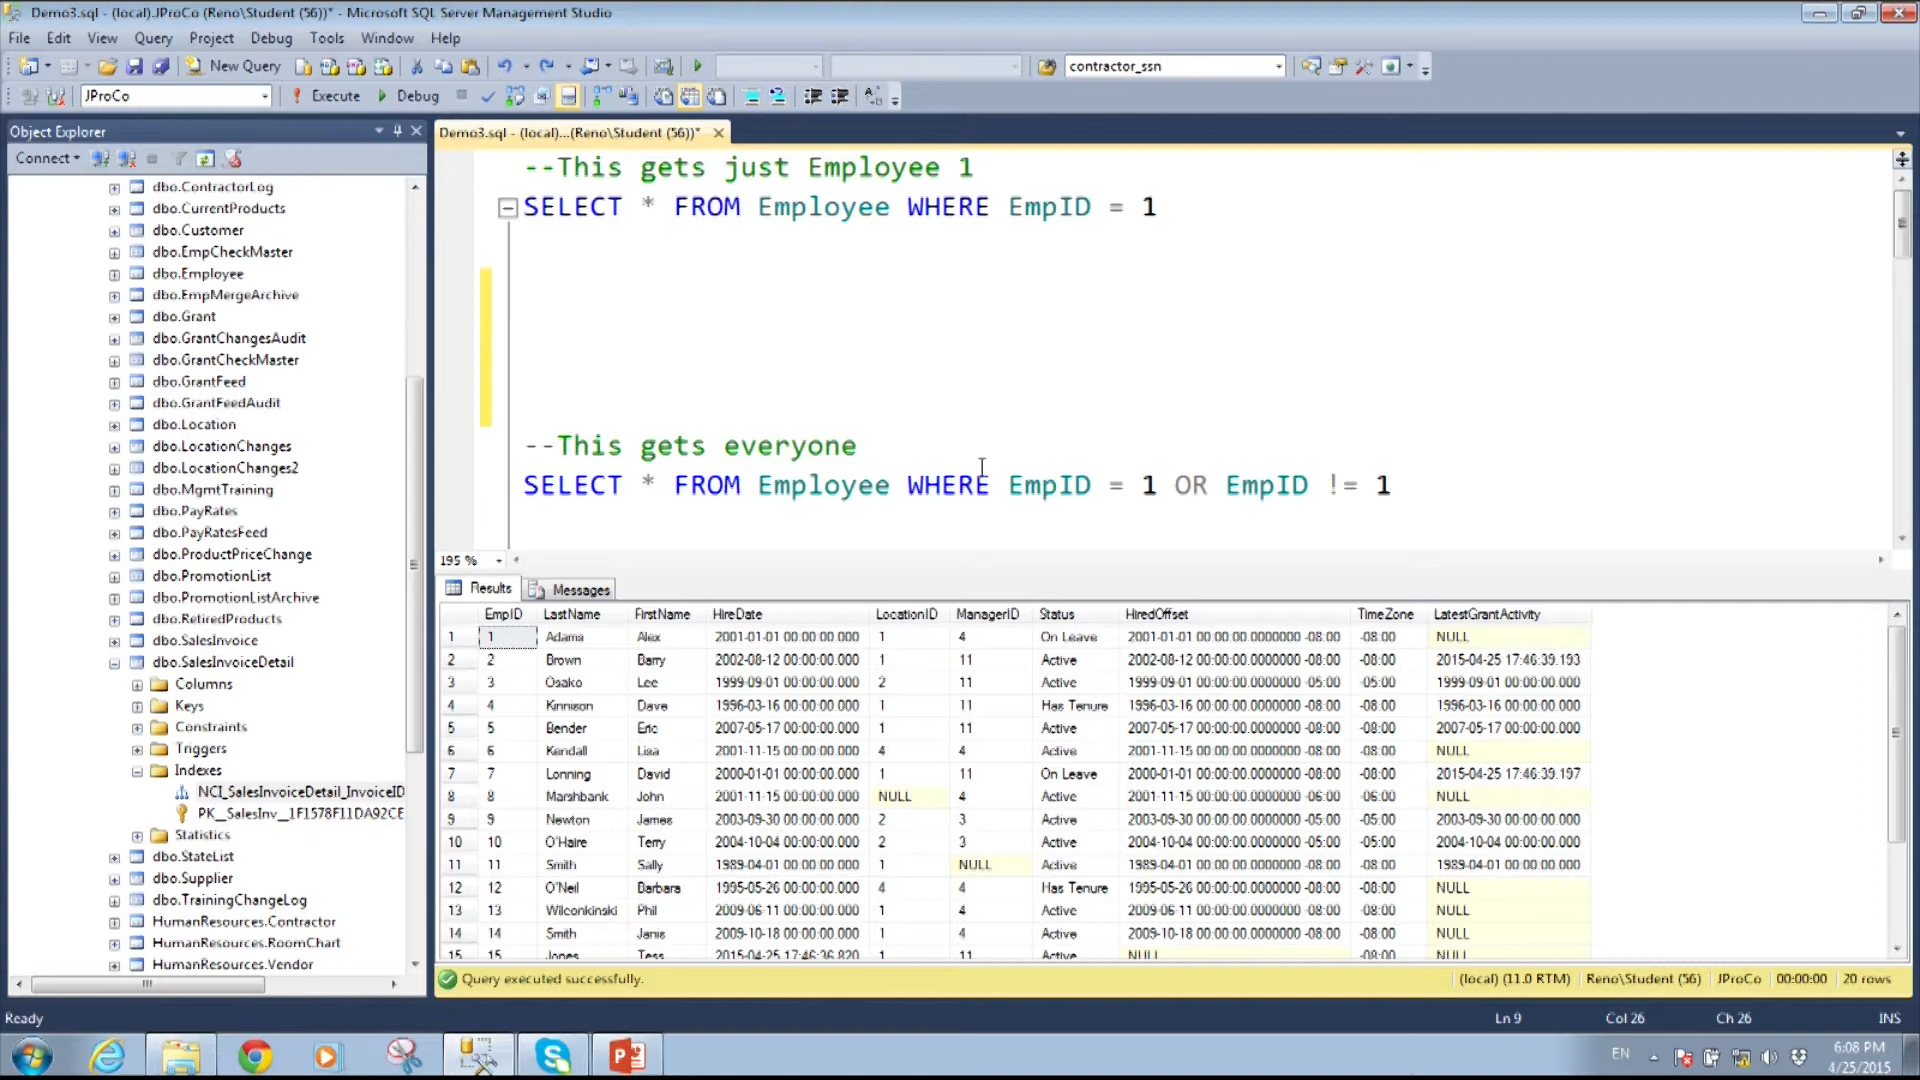 Demo3.sql - (local).JProCo (Reno\Student (56))* - Microsoft SQL Server Management Studio
File Edit View Query Project Debug Tools Window Help
New Query contractor_ssn
JProCo Execute Debug
Object Explorer
Connect
dbo.ContractorLog
dbo.CurrentProducts
dbo.Customer
dbo.EmpCheckMaster
dbo.Employee
dbo.EmpMergeArchive
dbo.Grant
dbo.GrantChangesAudit
dbo.GrantCheckMaster
dbo.GrantFeed
dbo.GrantFeedAudit
dbo.Location
dbo.LocationChanges
dbo.LocationChanges2
dbo.MgmtTraining
dbo.PayRates
dbo.PayRatesFeed
dbo.ProductPriceChange
dbo.PromotionList
dbo.PromotionListArchive
dbo.RetiredProducts
dbo.SalesInvoice
dbo.SalesInvoiceDetail
Columns
Keys
Constraints
Triggers
Indexes
NCI_SalesInvoiceDetail_InvoiceID
PK__SalesInv__1F1578F11DA92CE
Statistics
dbo.StateList
dbo.Supplier
dbo.TrainingChangeLog
HumanResources.Contractor
HumanResources.RoomChart
HumanResources.Vendor
Demo3.sql - (local)...(Reno\Student (56))*
--This gets just Employee 1
SELECT * FROM Employee WHERE EmpID = 1
--This gets everyone
SELECT * FROM Employee WHERE EmpID = 1 OR EmpID != 1
195 %
Results Messages
EmpID LastName FirstName HireDate LocationID ManagerID Status HiredOffset TimeZone LatestGrantActivity
1 1 Adams Alex 2001-01-01 00:00:00.000 1 4 On Leave 2001-01-01 00:00:00.0000000 -08:00 -08:00 NULL
2 2 Brown Barry 2002-08-12 00:00:00.000 1 11 Active 2002-08-12 00:00:00.0000000 -08:00 -08:00 2015-04-25 17:46:39.193
3 3 Osako Lee 1999-09-01 00:00:00.000 2 11 Active 1999-09-01 00:00:00.0000000 -05:00 -05:00 1999-09-01 00:00:00.000
4 4 Kinnison Dave 1996-03-16 00:00:00.000 1 11 Has Tenure 1996-03-16 00:00:00.0000000 -08:00 -08:00 1996-03-16 00:00:00.000
5 5 Bender Eric 2007-05-17 00:00:00.000 1 11 Active 2007-05-17 00:00:00.0000000 -08:00 -08:00 2007-05-17 00:00:00.000
6 6 Kendall Lisa 2001-11-15 00:00:00.000 4 4 Active 2001-11-15 00:00:00.0000000 -08:00 -08:00 NULL
7 7 Lonning David 2000-01-01 00:00:00.000 1 11 On Leave 2000-01-01 00:00:00.0000000 -08:00 -08:00 2015-04-25 17:46:39.197
8 8 Marshbank John 2001-11-15 00:00:00.000 NULL 4 Active 2001-11-15 00:00:00.0000000 -06:00 -06:00 NULL
9 9 Newton James 2003-09-30 00:00:00.000 2 3 Active 2003-09-30 00:00:00.0000000 -05:00 -05:00 2003-09-30 00:00:00.000
10 10 O'Haire Terry 2004-10-04 00:00:00.000 2 3 Active 2004-10-04 00:00:00.0000000 -05:00 -05:00 2004-10-04 00:00:00.000
11 11 Smith Sally 1989-04-01 00:00:00.000 1 NULL Active 1989-04-01 00:00:00.0000000 -08:00 -08:00 1989-04-01 00:00:00.000
12 12 O'Neil Barbara 1995-05-26 00:00:00.000 4 4 Has Tenure 1995-05-26 00:00:00.0000000 -08:00 -08:00 NULL
13 13 Wilconkinski Phil 2009-06-11 00:00:00.000 1 4 Active 2009-06-11 00:00:00.0000000 -08:00 -08:00 NULL
14 14 Smith Janis 2009-10-18 00:00:00.000 1 4 Active 2009-10-18 00:00:00.0000000 -08:00 -08:00 NULL
15 15 Jones Tess 2015-04-25 17:46:36.820 1 11 Active NULL -08:00 NULL
Query executed successfully. (local) (11.0 RTM) Reno\Student (56) JProCo 00:00:00 20 rows
Ready Ln 9 Col 26 Ch 26 INS
EN 6:08 PM
4/25/2015